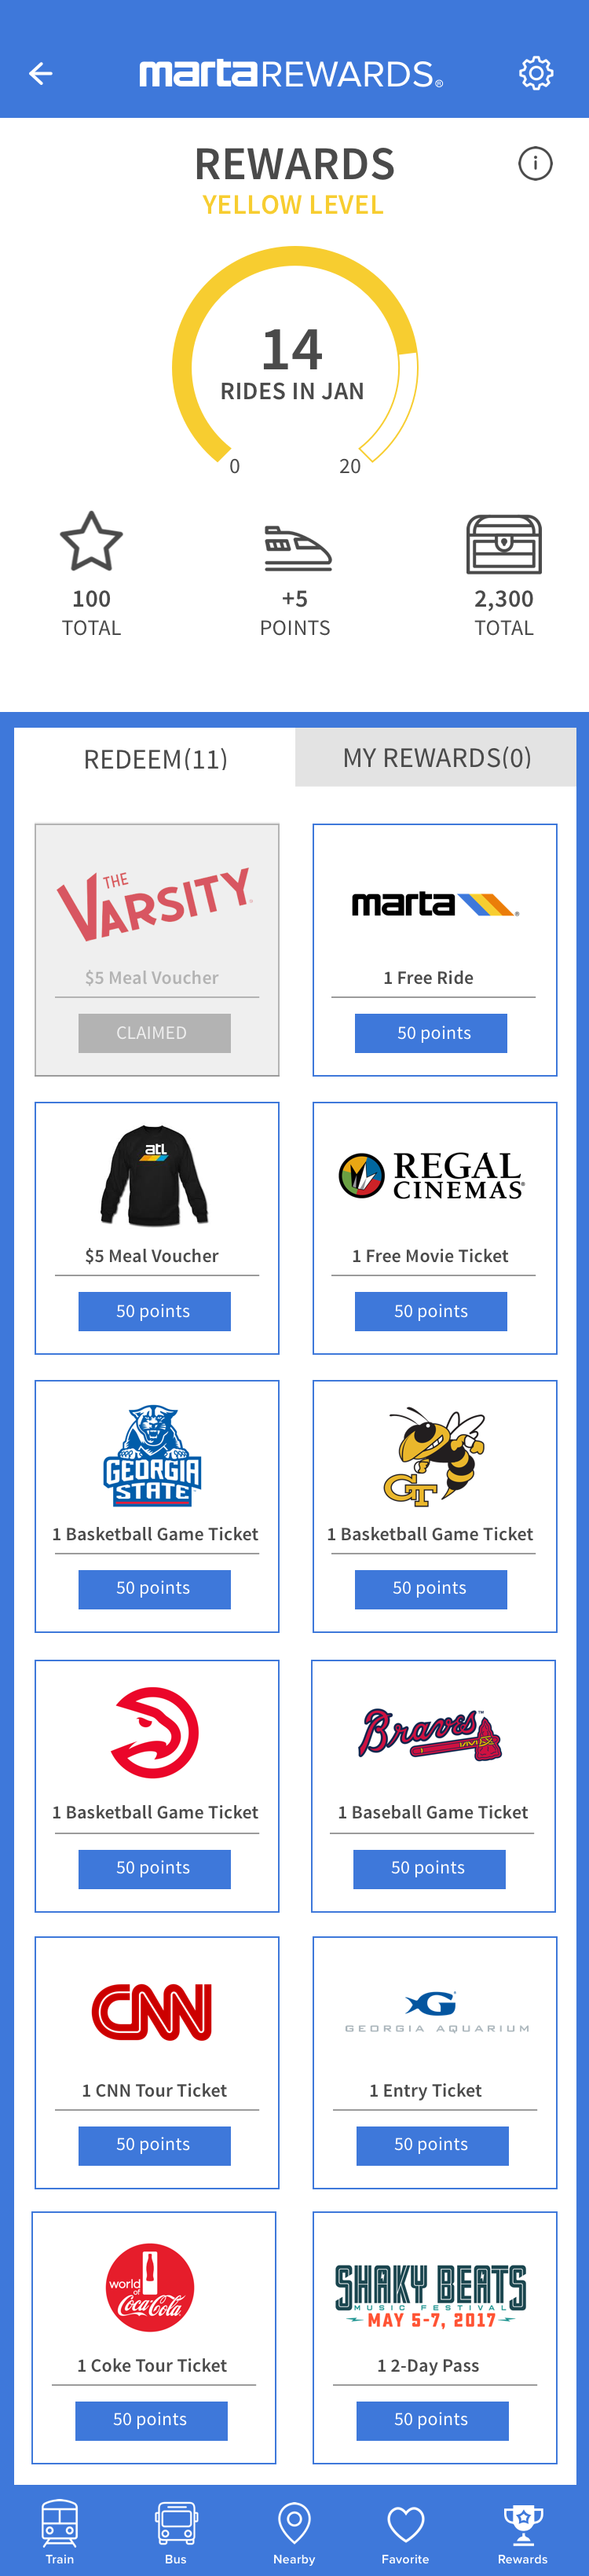 martaREWARDS®
REWARDS
i
YELLOW LEVEL
14
RIDES IN JAN
0
20
100
TOTAL
+5
POINTS
2,300
TOTAL
REDEEM(11)
MY REWARDS(0)
THE
VARSITY
$5 Meal Voucher
CLAIMED
marta
1 Free Ride
50 points
atl
$5 Meal Voucher
50 points
REGAL
CINEMAS
1 Free Movie Ticket
50 points
GEORGIA
STATE
1 Basketball Game Ticket
50 points
GT
1 Basketball Game Ticket
50 points
1 Basketball Game Ticket
50 points
Braves™
1 Baseball Game Ticket
50 points
CNN
1 CNN Tour Ticket
50 points
G
GEORGIA AQUARIUM
1 Entry Ticket
50 points
world
of
Coca-Cola
1 Coke Tour Ticket
50 points
SHAKY BEATS
MUSIC FESTIVAL
MAY 5-7, 2017
1 2-Day Pass
50 points
Train
Bus
Nearby
Favorite
Rewards